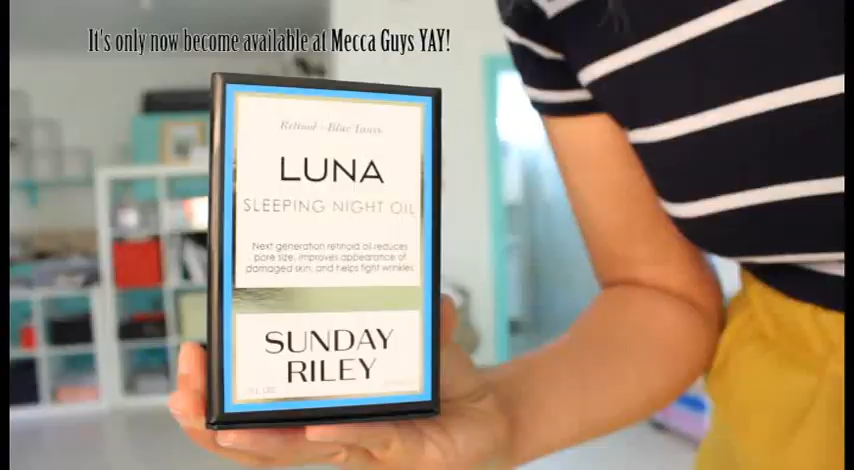 It's only now become available at Mecca Guys YAY!
Retinol + Blue Tansy
LUNA
SLEEPING NIGHT OIL
Next generation retinoid oil reduces
pore size, improves appearance of
damaged skin, and helps fight wrinkles
SUNDAY
RILEY